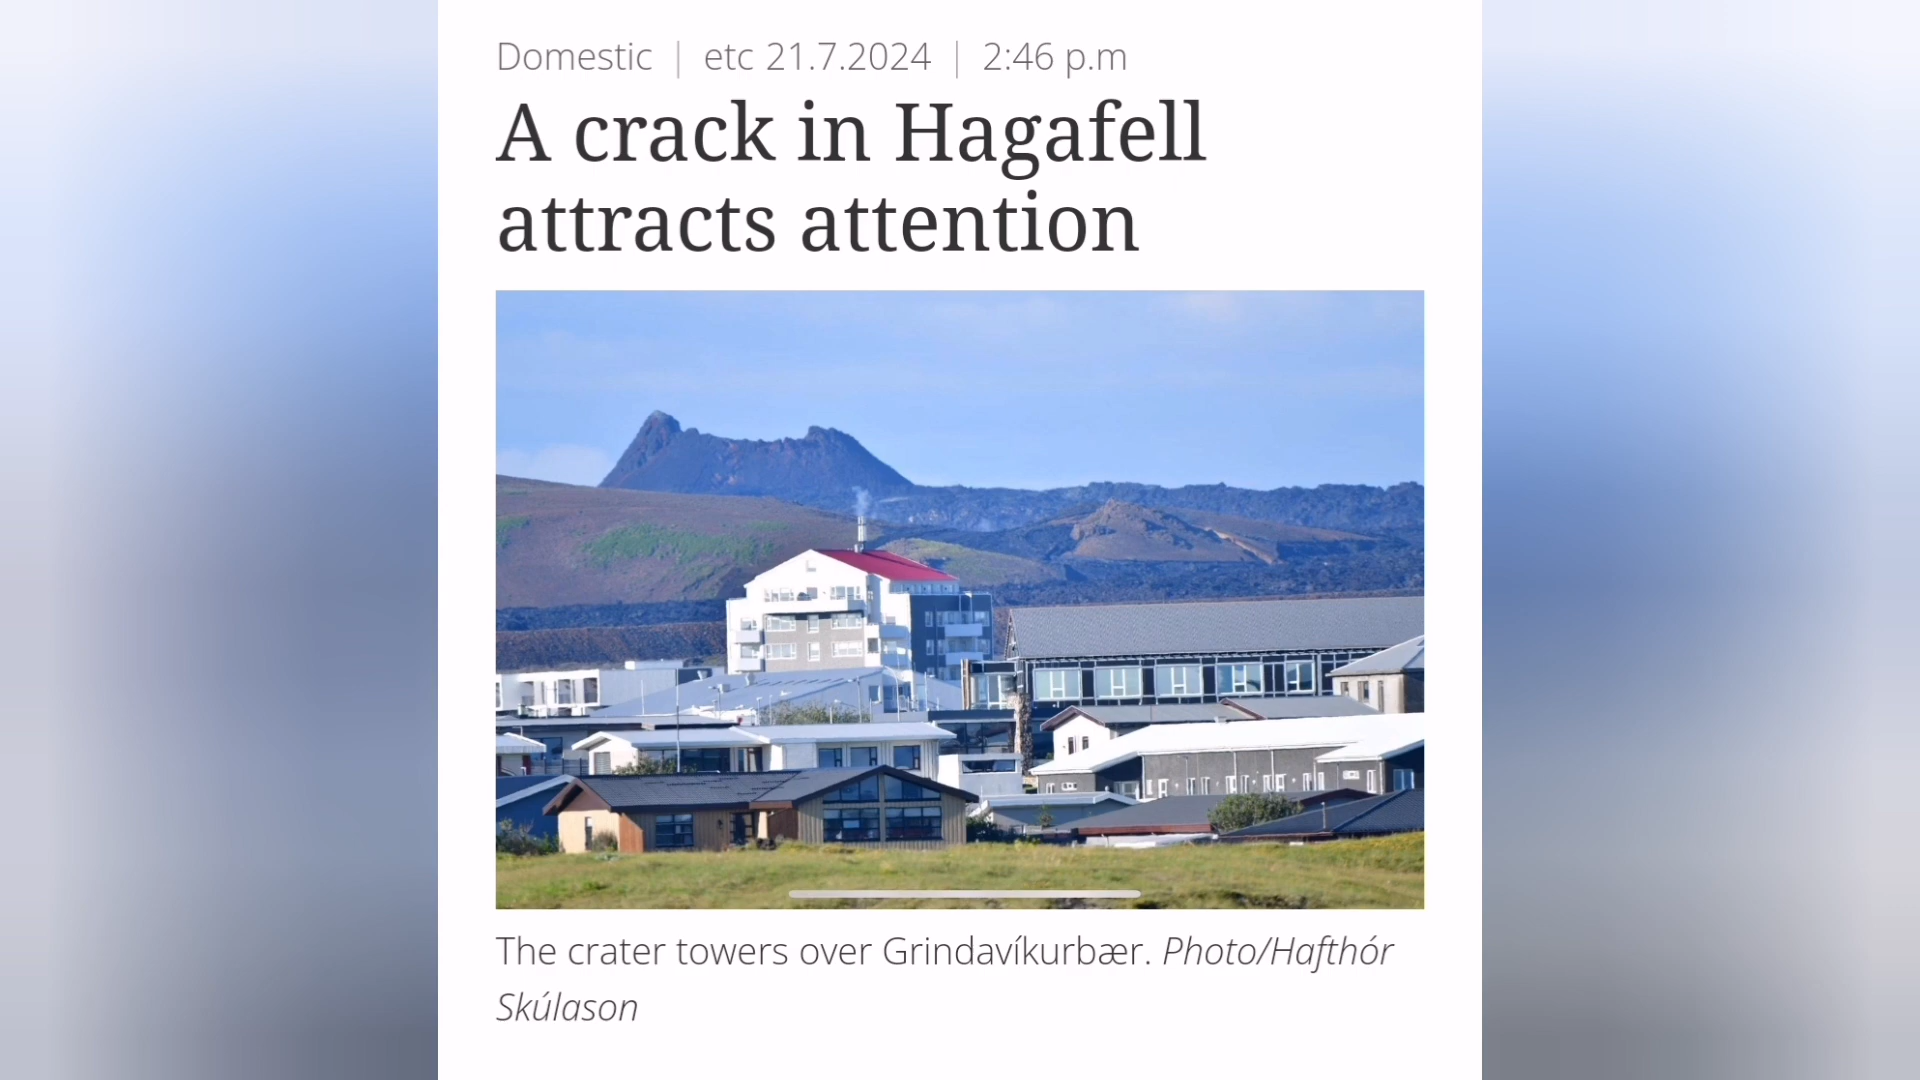 Domestic | etc 21.7.2024 | 2:46 p.m
A crack in Hagafell
attracts attention
The crater towers over Grindavíkurbær. Photo/Hafthór
Skúlason